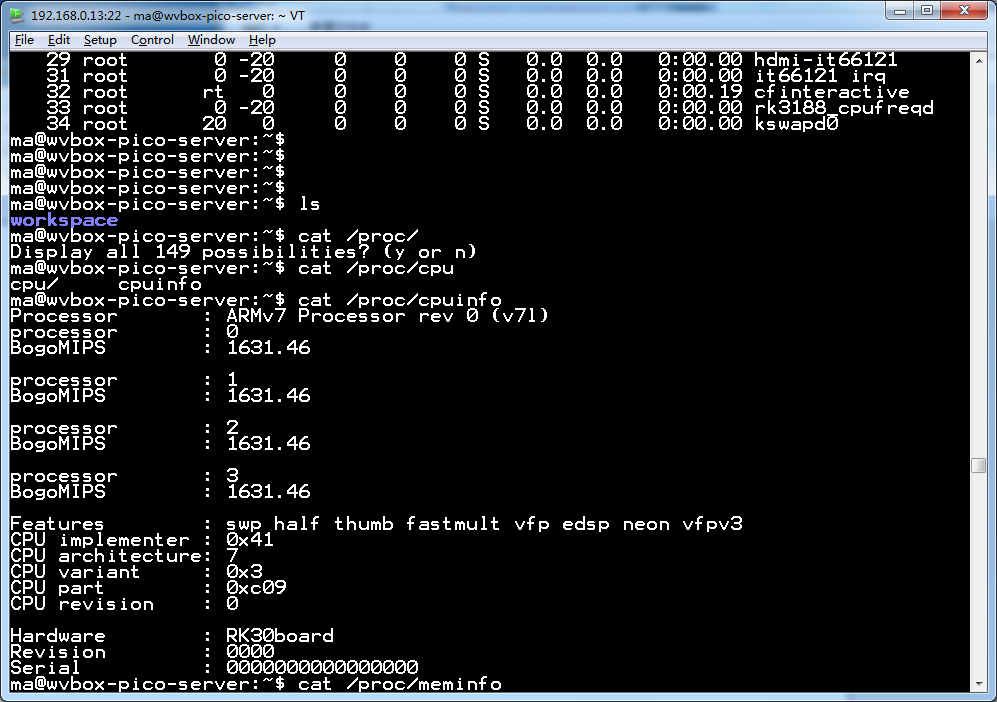 192.168.0.13:22 - ma@wvbox-pico-server: ~ VT
File Edit Setup Control Window Help
29 root 0 -20 0 0 0 S 0.0 0.0 0:00.00 hdmi-it66121
31 root 0 -20 0 0 0 S 0.0 0.0 0:00.00 it66121 irq
32 root rt 0 0 0 0 S 0.0 0.0 0:00.19 cfinteractive
33 root 0 -20 0 0 0 S 0.0 0.0 0:00.00 rk3188_cpufreqd
34 root 20 0 0 0 0 S 0.0 0.0 0:00.00 kswapd0
ma@wvbox-pico-server:~$
ma@wvbox-pico-server:~$
ma@wvbox-pico-server:~$
ma@wvbox-pico-server:~$
ma@wvbox-pico-server:~$ ls
workspace
ma@wvbox-pico-server:~$ cat /proc/
Display all 149 possibilities? (y or n)
ma@wvbox-pico-server:~$ cat /proc/cpu
cpu/ cpuinfo
ma@wvbox-pico-server:~$ cat /proc/cpuinfo
Processor : ARMv7 Processor rev 0 (v7l)
processor : 0
BogoMIPS : 1631.46
processor : 1
BogoMIPS : 1631.46
processor : 2
BogoMIPS : 1631.46
processor : 3
BogoMIPS : 1631.46
Features : swp half thumb fastmult vfp edsp neon vfpv3
CPU implementer : 0x41
CPU architecture: 7
CPU variant : 0x3
CPU part : 0xc09
CPU revision : 0
Hardware : RK30board
Revision : 0000
Serial : 0000000000000000
ma@wvbox-pico-server:~$ cat /proc/meminfo